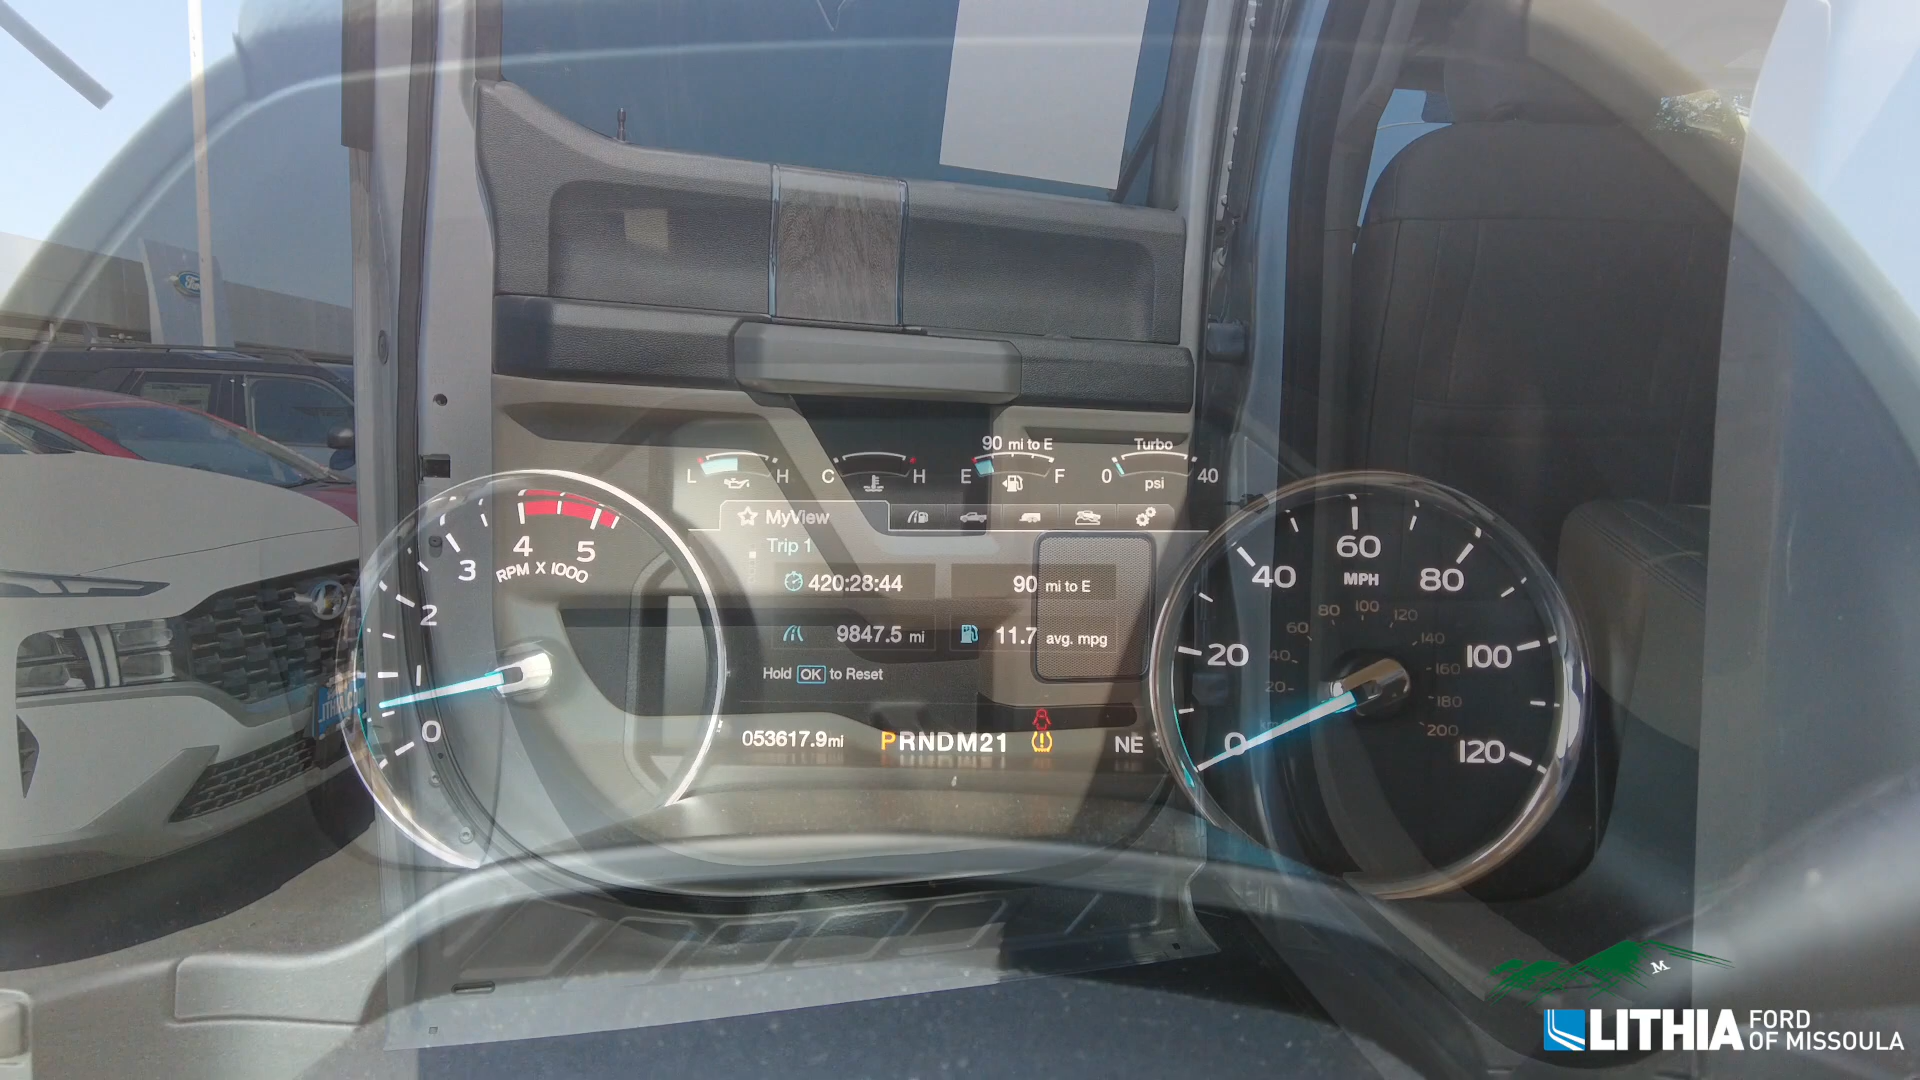 90 mi to E
Turbo
L H C H E F 0 40
psi
MyView
Trip 1
420:28:44 90 mi to E
9847.5 mi 11.7 avg. mpg
Hold OK to Reset
053617.9mi PRNDM21 NE
0 1 2 3 4 5
RPM X 1000
0 20 40 60 80 100 120
MPH
20 40 60 80 100 120 140 160 180 200
M
LITHIA FORD
OF MISSOULA
Ford